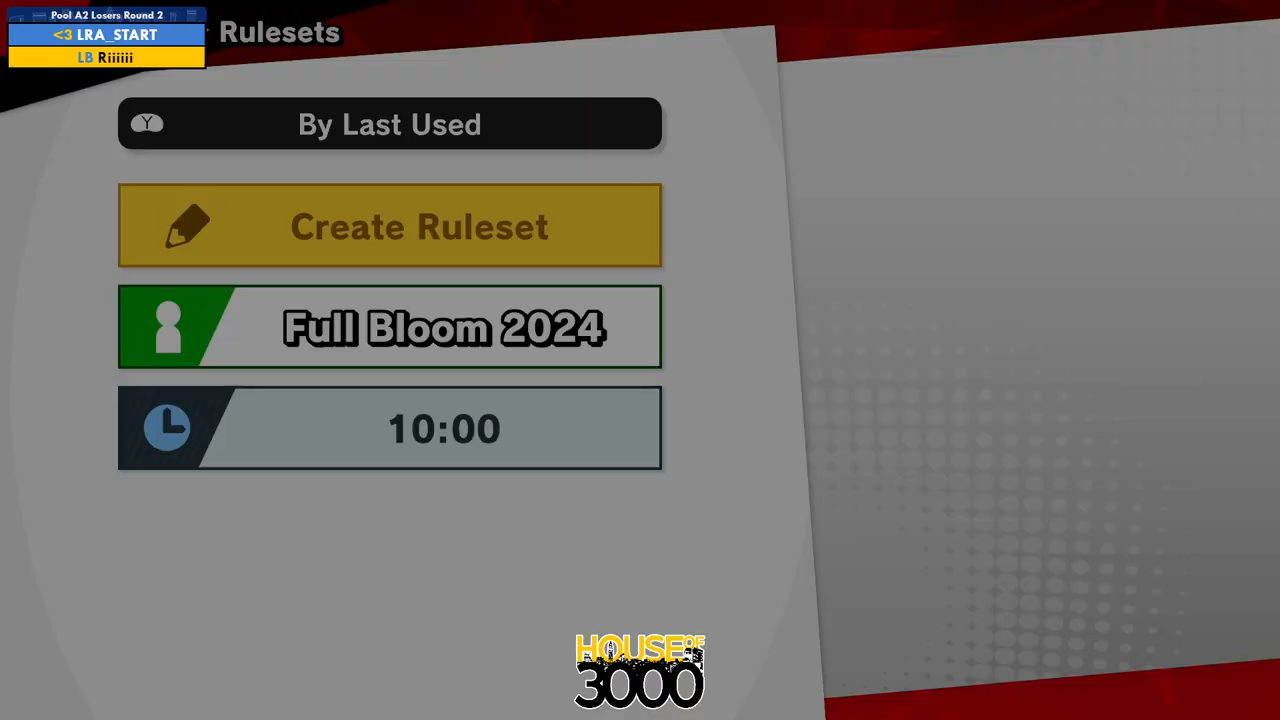 Pool A2 Losers Round 2
<3 LRA_START
LB Riiiiii
Rulesets
Y By Last Used
Create Ruleset
Full Bloom 2024
10:00
HOUSE OF
3000